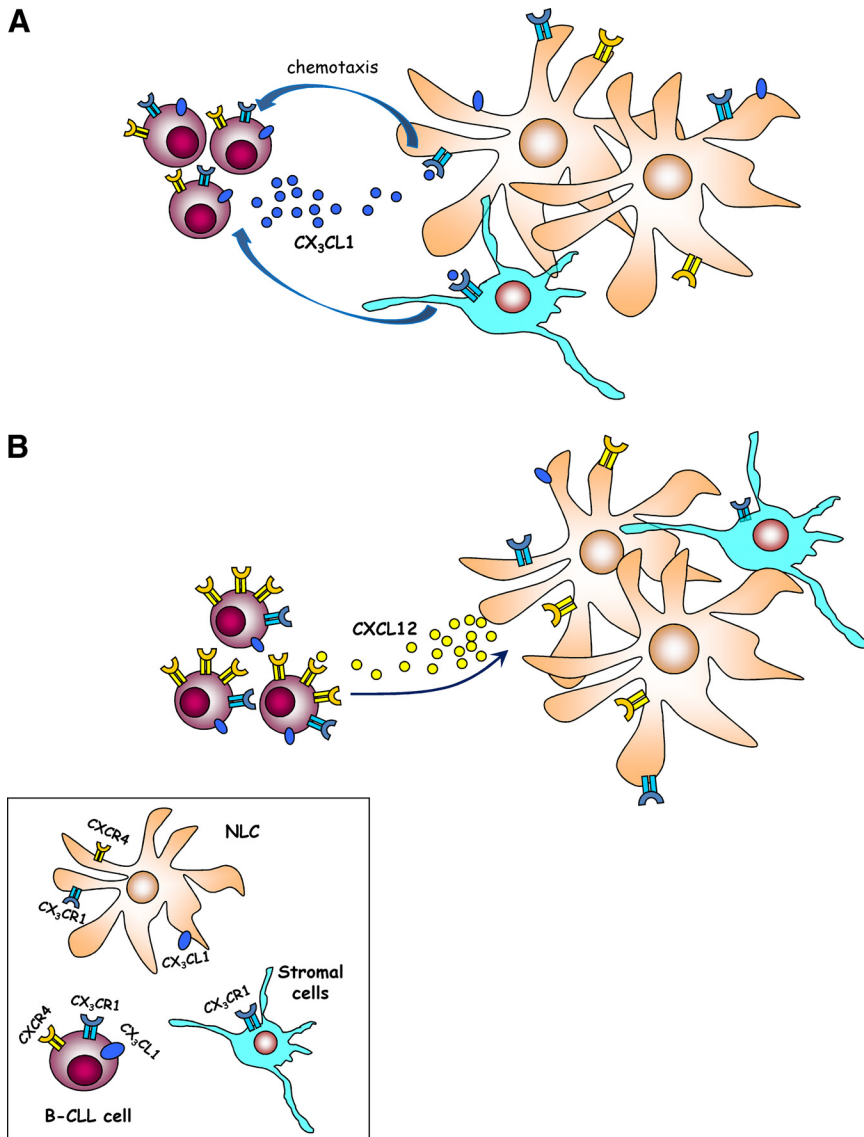 A
chemotaxis
CX₃CL1
B
CXCL12
CXCR4
NLC
CX₃CR1
CX₃CL1
Stromal
cells
CX₃CR1
CX₃CR1
CXCR4
CX₃CL1
B-CLL cell